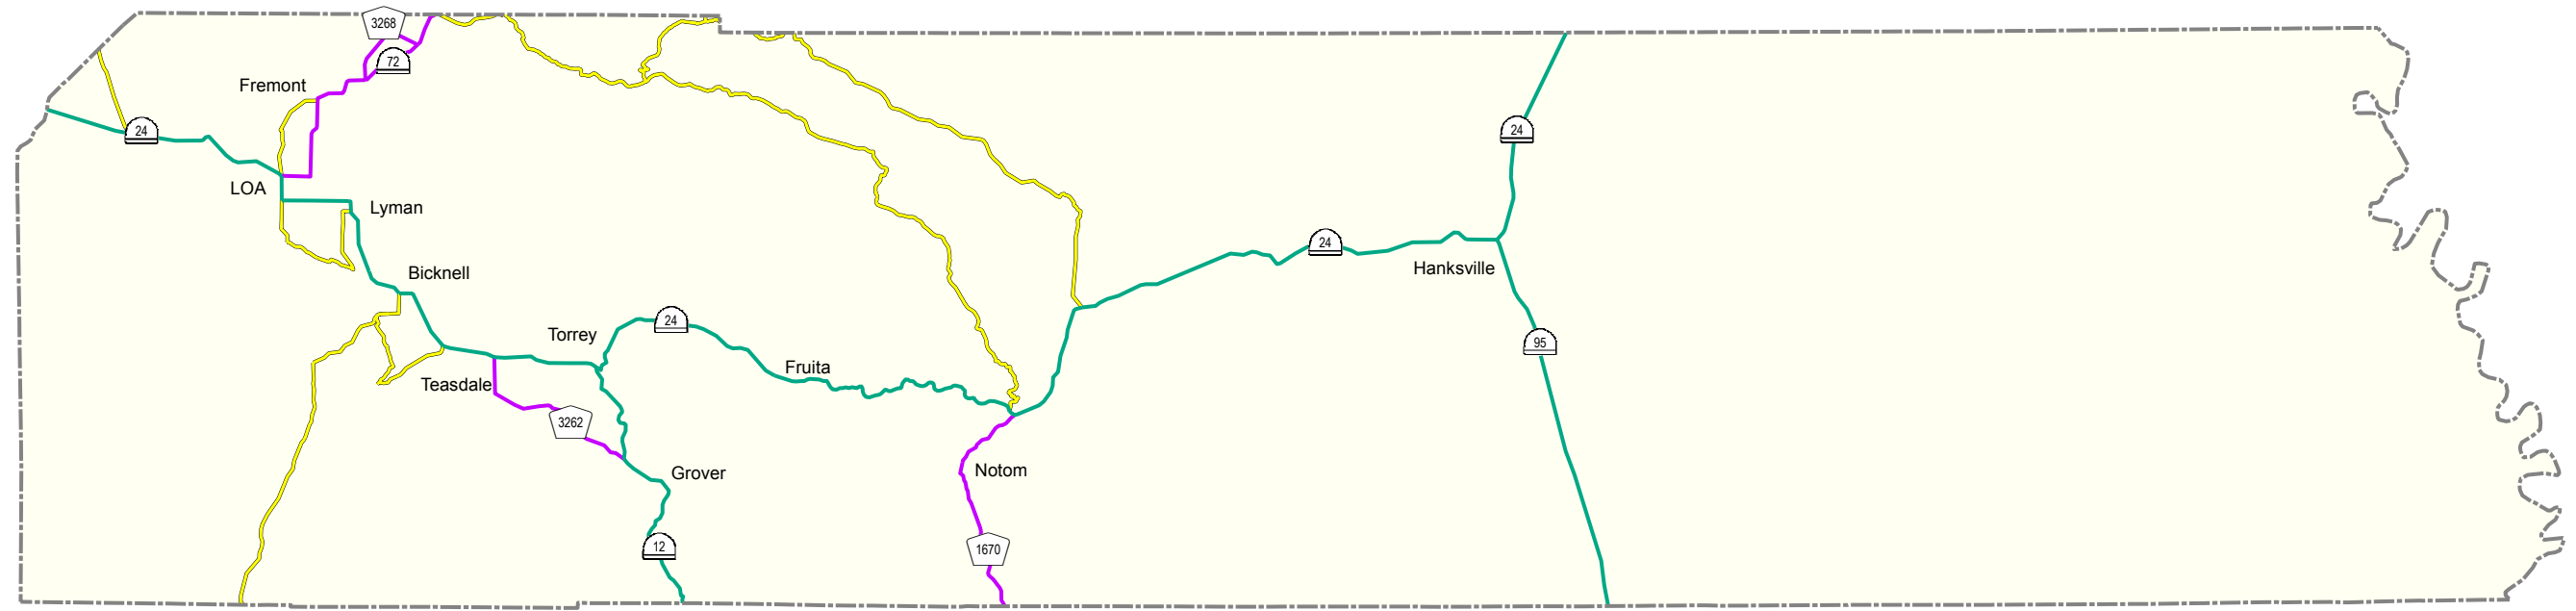 3268
72
Fremont
24
24
LOA
Lyman
24
Hanksville
Bicknell
24
Torrey
95
Fruita
Teasdale
3262
Notom
Grover
12
1670